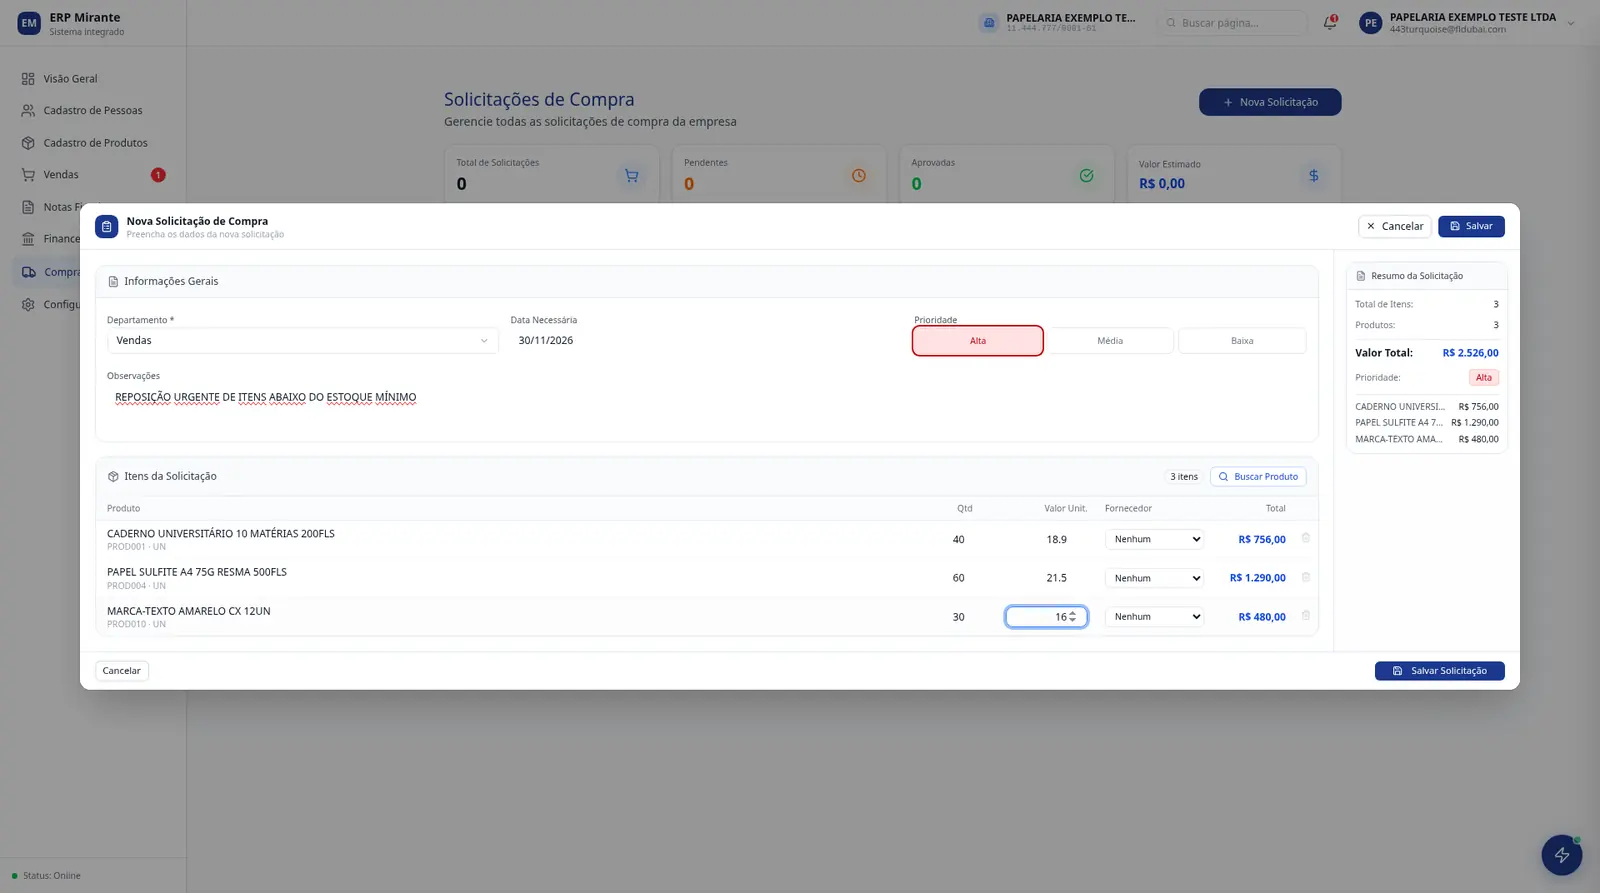 EM
ERP Mirante
Sistema Integrado
PAPELARIA EXEMPLO TE...
11.444.777/0001-61
Buscar página...
1
PE
PAPELARIA EXEMPLO TESTE LTDA
443turquoise@fidubai.com
Visão Geral
Cadastro de Pessoas
Cadastro de Produtos
Vendas
1
Notas Fi
Finance
Compra
Configu
Status: Online
Solicitações de Compra
Gerencie todas as solicitações de compra da empresa
+ Nova Solicitação
Total de Solicitações
0
Pendentes
0
Aprovadas
0
Valor Estimado
R$ 0,00
Nova Solicitação de Compra
Preencha os dados da nova solicitação
Cancelar
Salvar
Informações Gerais
Departamento *
Vendas
Data Necessária
30/11/2026
Prioridade
Alta
Média
Baixa
Observações
REPOSIÇÃO URGENTE DE ITENS ABAIXO DO ESTOQUE MÍNIMO
Itens da Solicitação
3 itens
Buscar Produto
Produto Qtd Valor Unit. Fornecedor Total
CADERNO UNIVERSITÁRIO 10 MATÉRIAS 200FLS
PROD001 · UN
40 18.9 Nenhum R$ 756,00
PAPEL SULFITE A4 75G RESMA 500FLS
PROD004 · UN
60 21.5 Nenhum R$ 1.290,00
MARCA-TEXTO AMARELO CX 12UN
PROD010 · UN
30 16 Nenhum R$ 480,00
Resumo da Solicitação
Total de Itens: 3
Produtos: 3
Valor Total: R$ 2.526,00
Prioridade: Alta
CADERNO UNIVERSI... R$ 756,00
PAPEL SULFITE A4 7... R$ 1.290,00
MARCA-TEXTO AMA... R$ 480,00
Cancelar
Salvar Solicitação